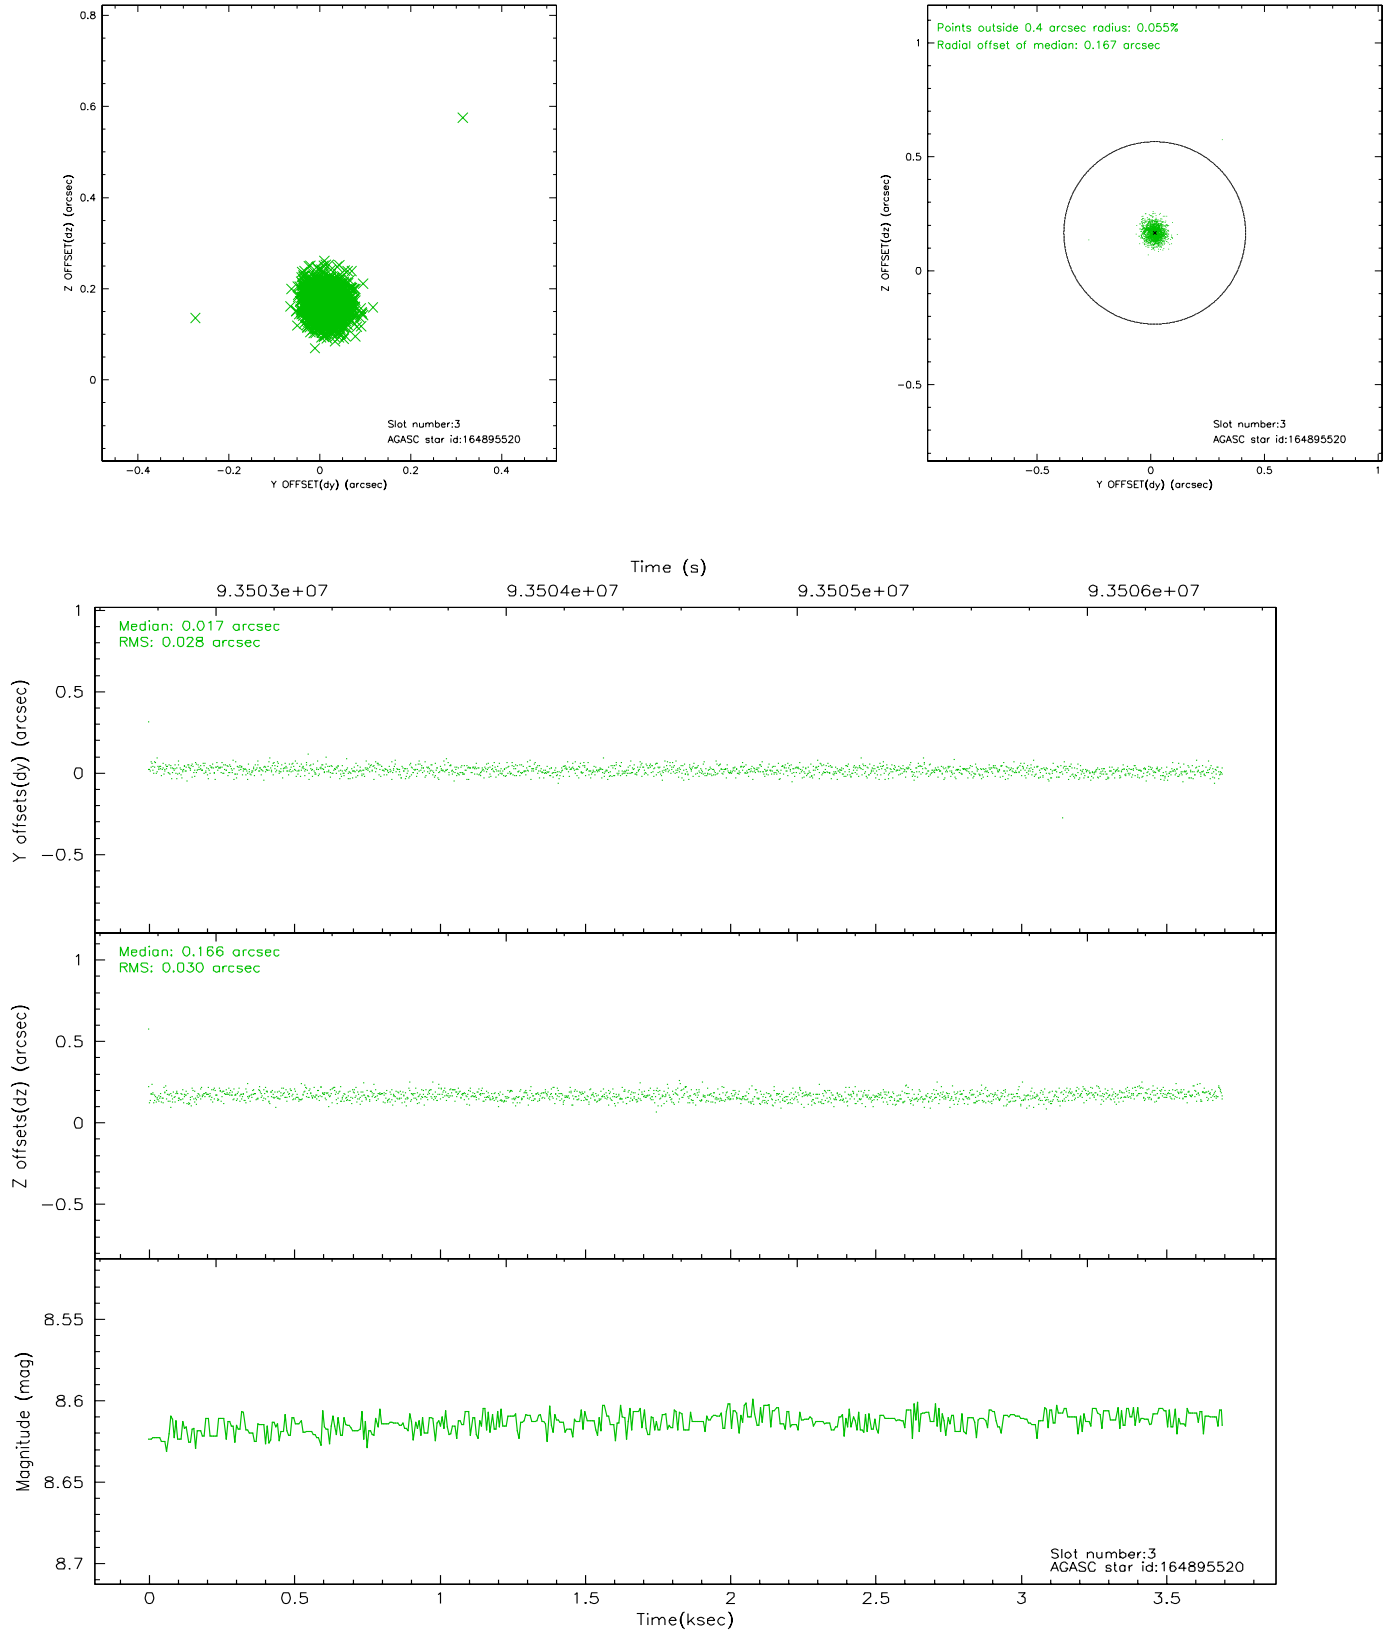 0.8
0.6
0.4
0.2
0
−0.4 −0.2 0 0.2 0.4
Z OFFSET(dz) (arcsec)
Y OFFSET(dy) (arcsec)
Slot number:3
AGASC star id:164895520
Points outside 0.4 arcsec radius: 0.055%
Radial offset of median: 0.167 arcsec
1
0.5
0
−0.5
−0.5 0 0.5 1
Z OFFSET(dz) (arcsec)
Y OFFSET(dy) (arcsec)
Slot number:3
AGASC star id:164895520
Time (s)
9.3503e+07 9.3504e+07 9.3505e+07 9.3506e+07
Median: 0.017 arcsec
RMS: 0.028 arcsec
1
0.5
0
−0.5
Y offsets(dy) (arcsec)
Median: 0.166 arcsec
RMS: 0.030 arcsec
1
0.5
0
−0.5
Z offsets(dz) (arcsec)
8.55
8.6
8.65
8.7
Magnitude (mag)
Slot number:3
AGASC star id:164895520
0 0.5 1 1.5 2 2.5 3 3.5
Time(ksec)